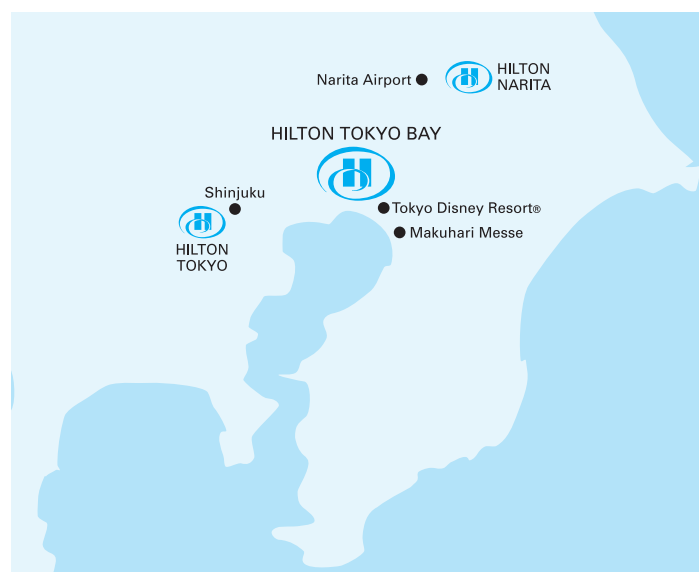 Narita Airport
HILTON
NARITA
HILTON TOKYO BAY
Shinjuku
Tokyo Disney Resort®
HILTON
TOKYO
Makuhari Messe